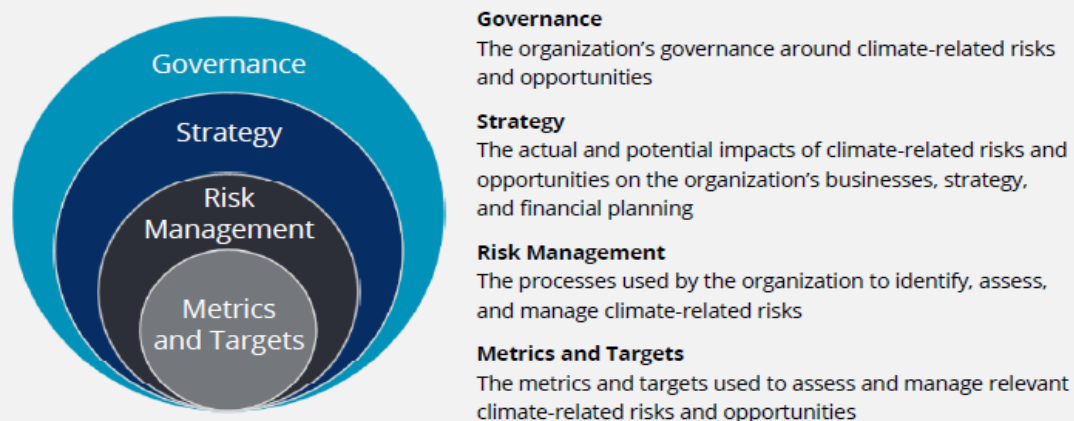 Governance
Strategy
Risk
Management
Metrics
and Targets
Governance
The organization’s governance around climate-related risks
and opportunities
Strategy
The actual and potential impacts of climate-related risks and
opportunities on the organization’s businesses, strategy,
and financial planning
Risk Management
The processes used by the organization to identify, assess,
and manage climate-related risks
Metrics and Targets
The metrics and targets used to assess and manage relevant
climate-related risks and opportunities